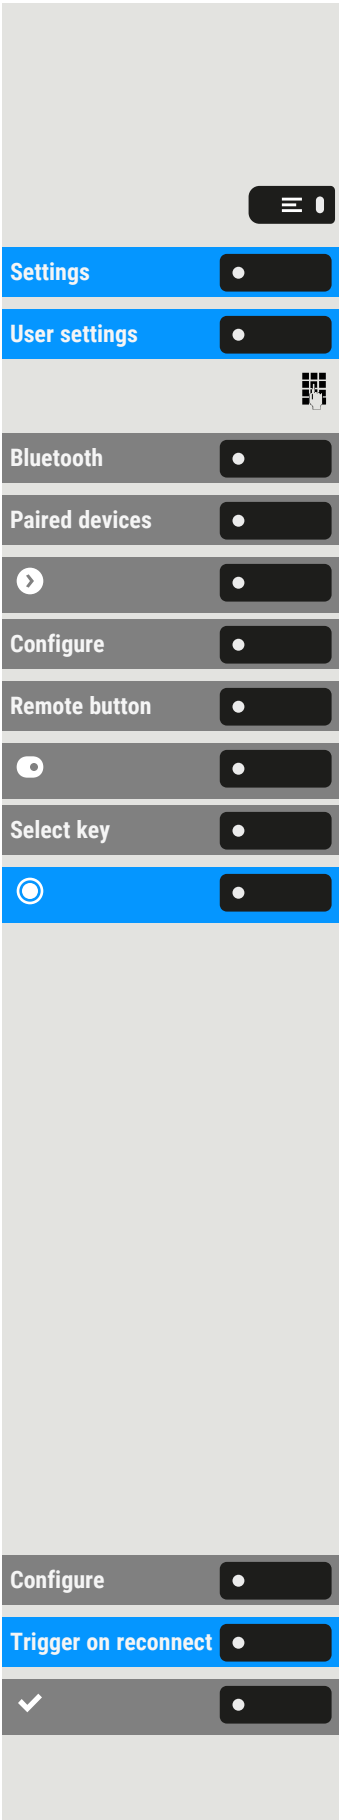 Settings
User settings
Bluetooth
Paired devices
Configure
Remote button
Select key
Configure
Trigger on reconnect